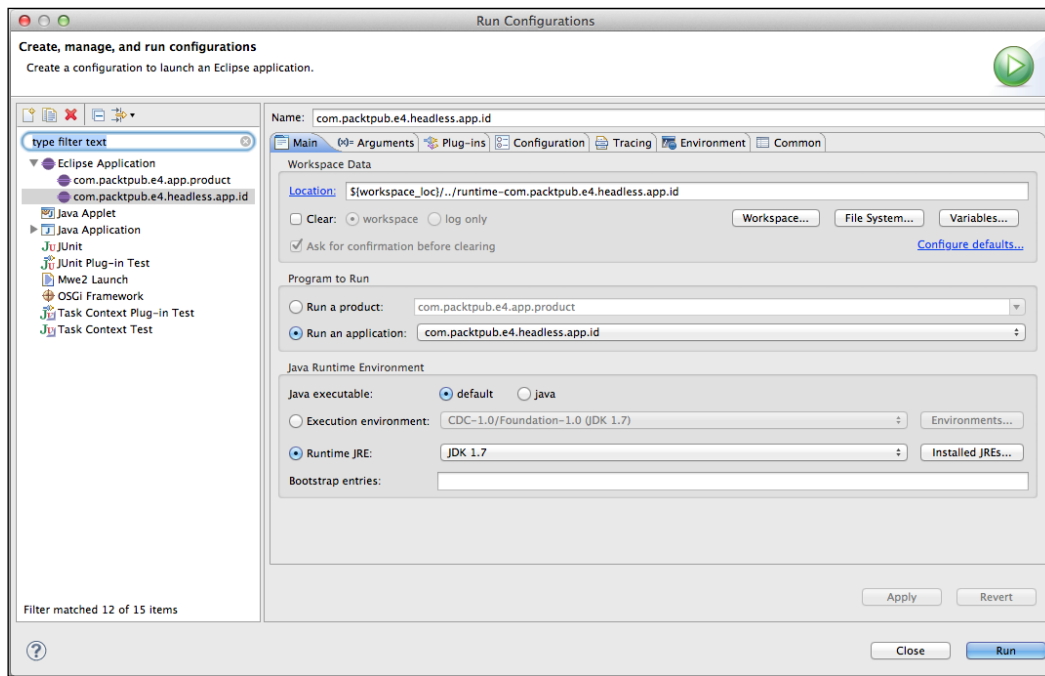 Run Configurations
Create, manage, and run configurations
Create a configuration to launch an Eclipse application.
type filter text
Eclipse Application
com.packtpub.e4.app.product
com.packtpub.e4.headless.app.id
Java Applet
Java Application
JUnit
JUnit Plug-in Test
Mwe2 Launch
OSGi Framework
Task Context Plug-in Test
Task Context Test
Filter matched 12 of 15 items
Name: com.packtpub.e4.headless.app.id
Main (x)= Arguments Plug-ins Configuration Tracing Environment Common
Workspace Data
Location: ${workspace_loc}/../runtime-com.packtpub.e4.headless.app.id
Clear: workspace log only Workspace... File System... Variables...
Ask for confirmation before clearing Configure defaults...
Program to Run
Run a product: com.packtpub.e4.app.product
Run an application: com.packtpub.e4.headless.app.id
Java Runtime Environment
Java executable: default java
Execution environment: CDC-1.0/Foundation-1.0 (JDK 1.7) Environments...
Runtime JRE: JDK 1.7 Installed JREs...
Bootstrap entries:
Apply Revert
? Close Run